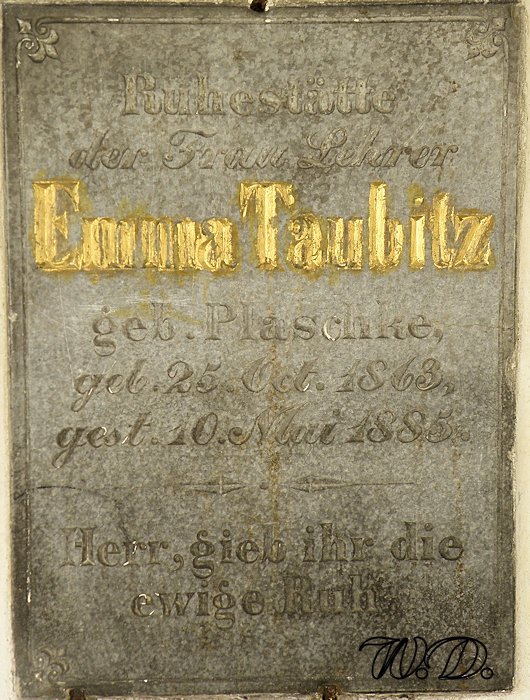 Ruhestätte
der Frau Lehrer
Emma Taubitz
geb. Plaschke,
geb. 25. Oct. 1863,
gest. 10. Mai 1885.
Herr, gieb ihr die
ewige Ruh.
W. D.